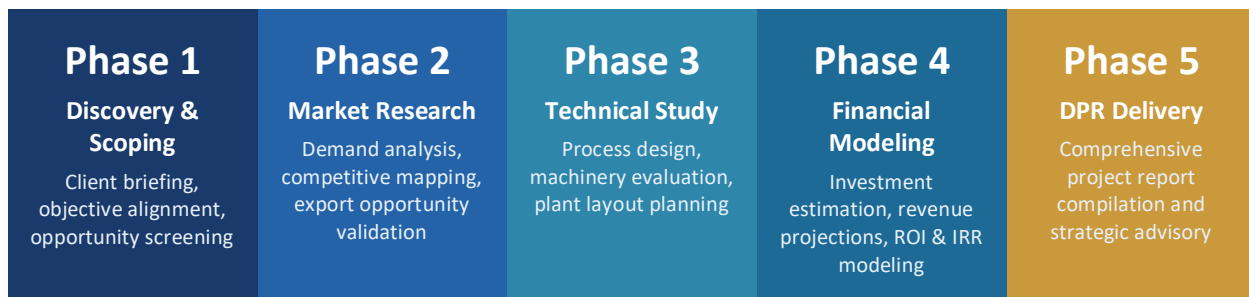 Phase 1
Discovery &
Scoping
Client briefing,
objective alignment,
opportunity screening
Phase 2
Market Research
Demand analysis,
competitive mapping,
export opportunity
validation
Phase 3
Technical Study
Process design,
machinery evaluation,
plant layout planning
Phase 4
Financial
Modeling
Investment
estimation, revenue
projections, ROI & IRR
modeling
Phase 5
DPR Delivery
Comprehensive
project report
compilation and
strategic advisory